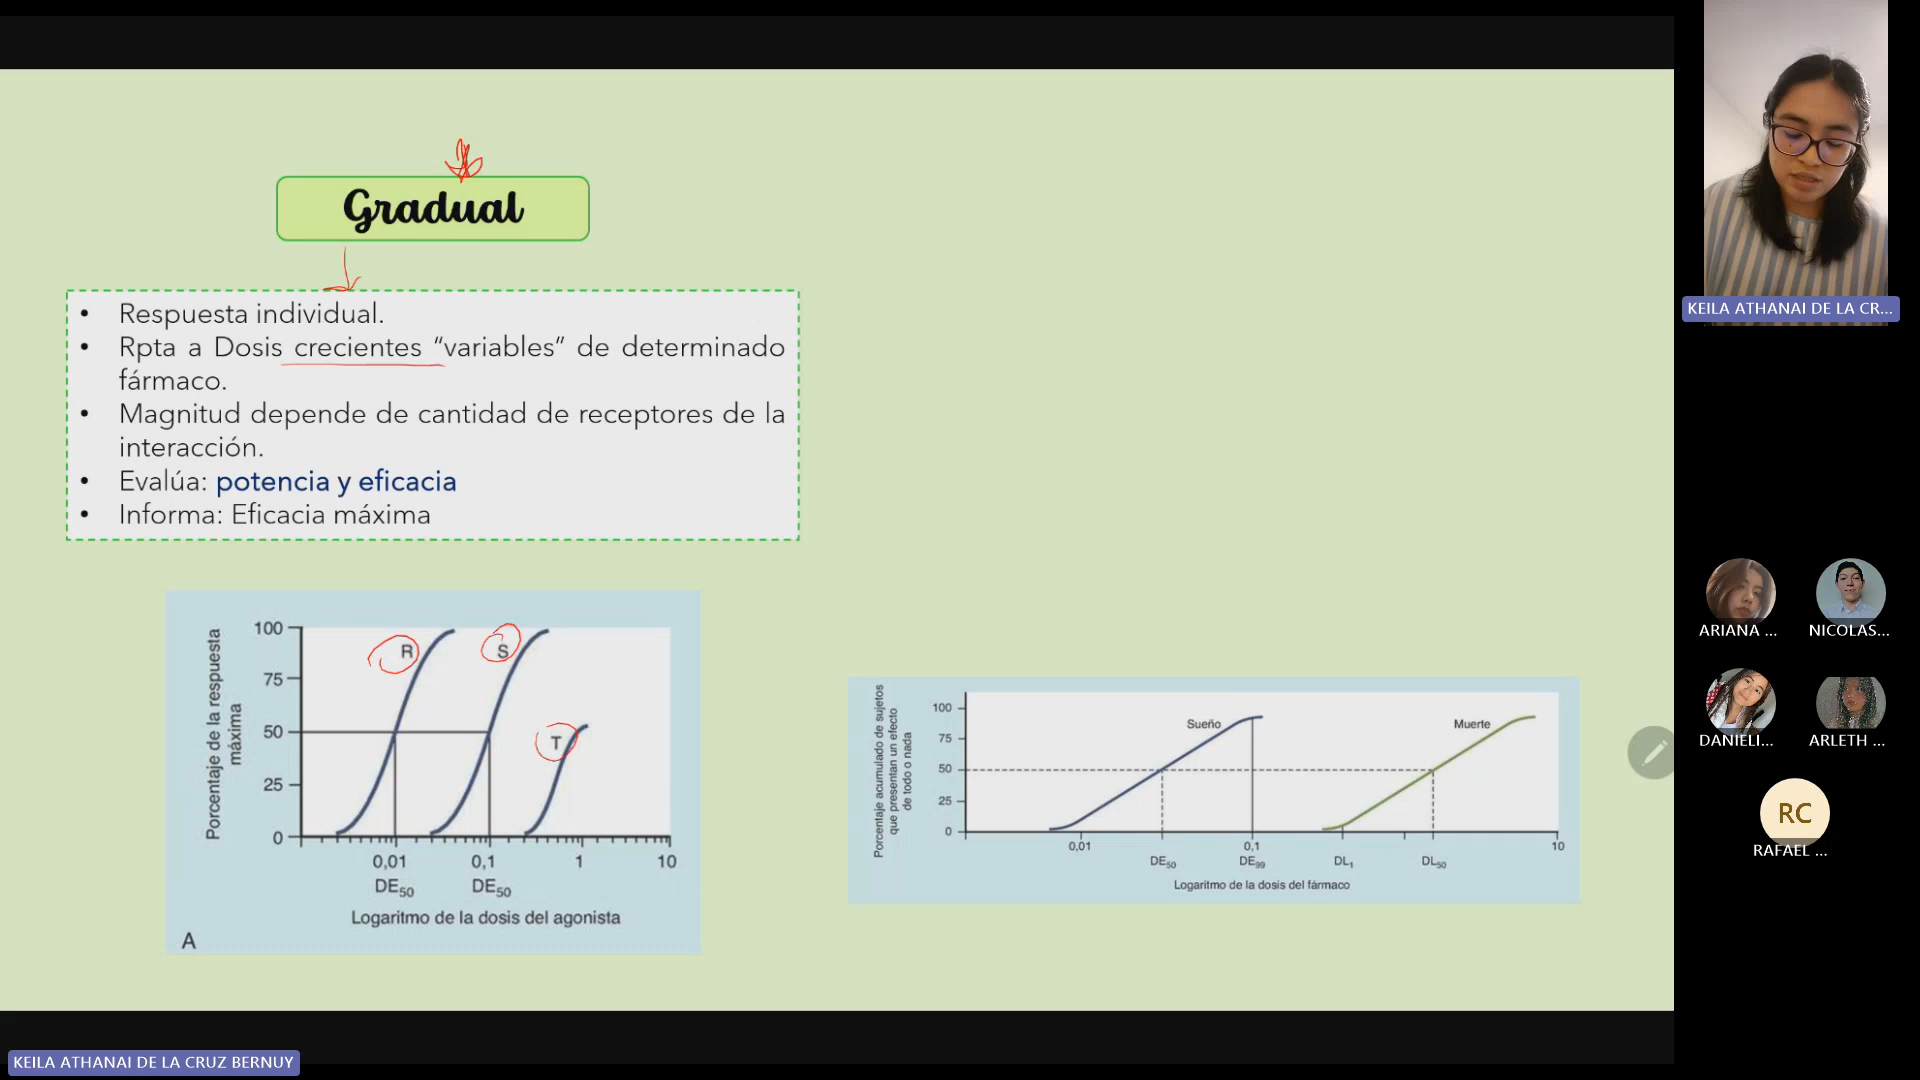 Gradual
• Respuesta individual.
• Rpta a Dosis crecientes “variables” de determinado
fármaco.
• Magnitud depende de cantidad de receptores de la
interacción.
• Evalúa: potencia y eficacia
• Informa: Eficacia máxima
Porcentaje de la respuesta
máxima
100
75
50
25
0
R
S
T
0,01
0,1
1
10
DE50
DE50
Logaritmo de la dosis del agonista
A
Porcentaje acumulado de sujetos
que presentan un efecto
de todo o nada
100
75
50
25
0
Sueño
Muerte
0,01
0,1
10
DE50
DE99
DL1
DL50
Logaritmo de la dosis del fármaco
KEILA ATHANAI DE LA CR...
ARIANA ...
NICOLAS...
DANIELI...
ARLETH ...
RC
RAFAEL ...
KEILA ATHANAI DE LA CRUZ BERNUY